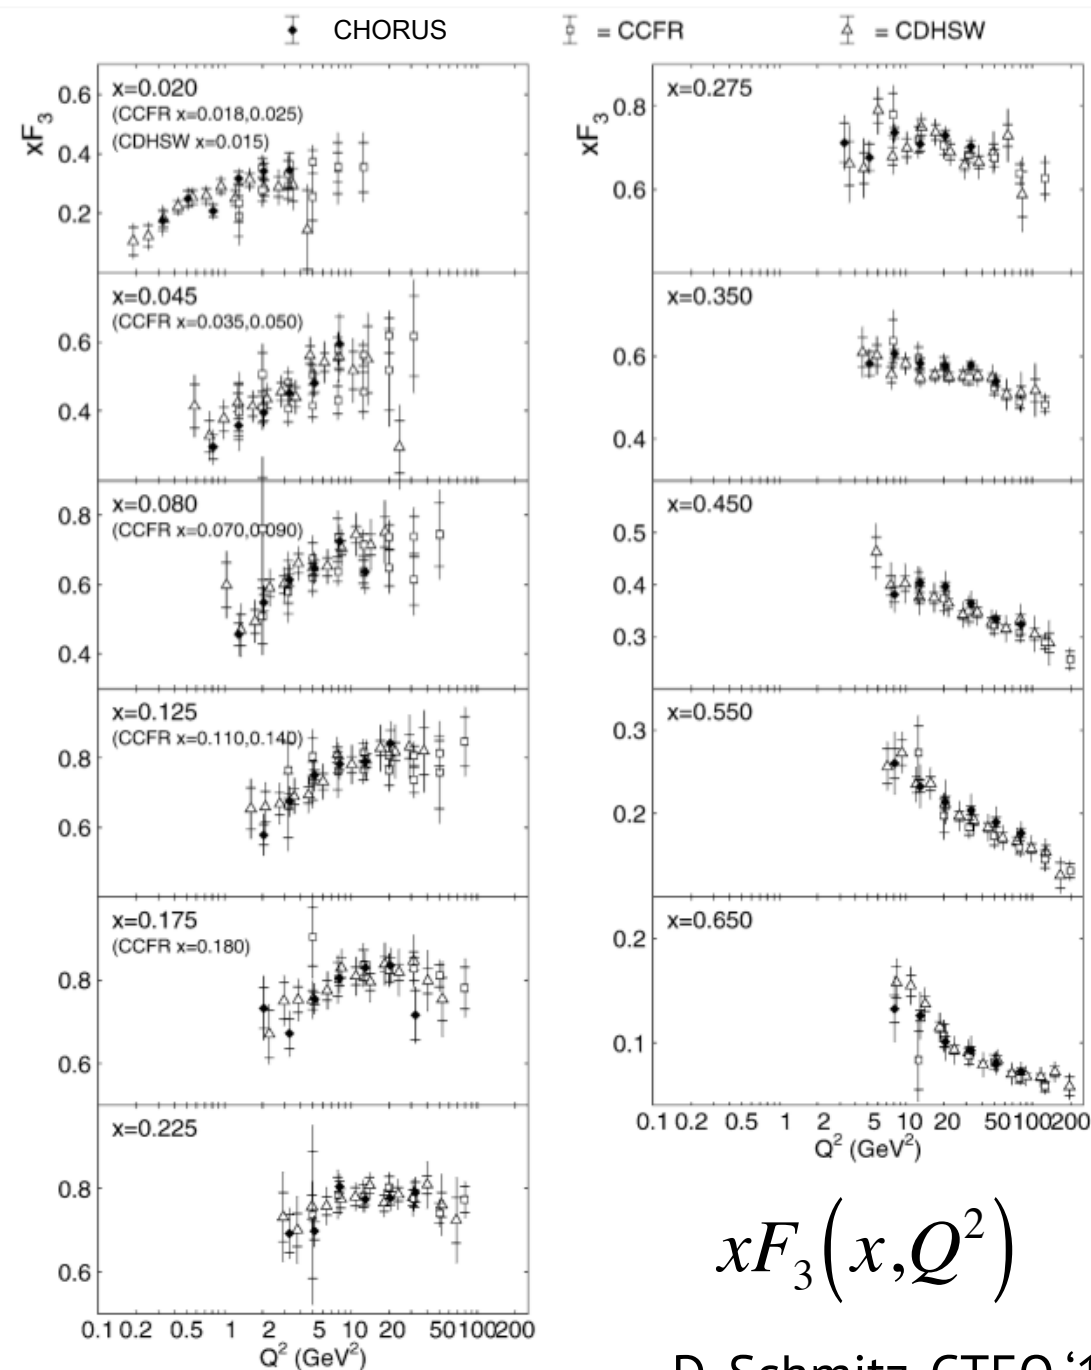 CHORUS = CCFR = CDHSW
x=0.020
(CCFR x=0.018,0.025)
(CDHSW x=0.015)
xF3
0.6
0.4
0.2
x=0.045
(CCFR x=0.035,0.050)
0.6
0.4
x=0.080
(CCFR x=0.070,0.090)
0.8
0.6
0.4
x=0.125
(CCFR x=0.110,0.140)
0.8
0.6
x=0.175
(CCFR x=0.180)
0.8
0.6
x=0.225
0.8
0.6
0.1 0.2 0.5 1 2 5 10 20 50 100 200
Q² (GeV²)
x=0.275
xF3
0.8
0.6
x=0.350
0.6
0.4
x=0.450
0.5
0.4
0.3
x=0.550
0.3
0.2
x=0.650
0.2
0.1
0.1 0.2 0.5 1 2 5 10 20 50 100 200
Q² (GeV²)
xF₃(x,Q²)